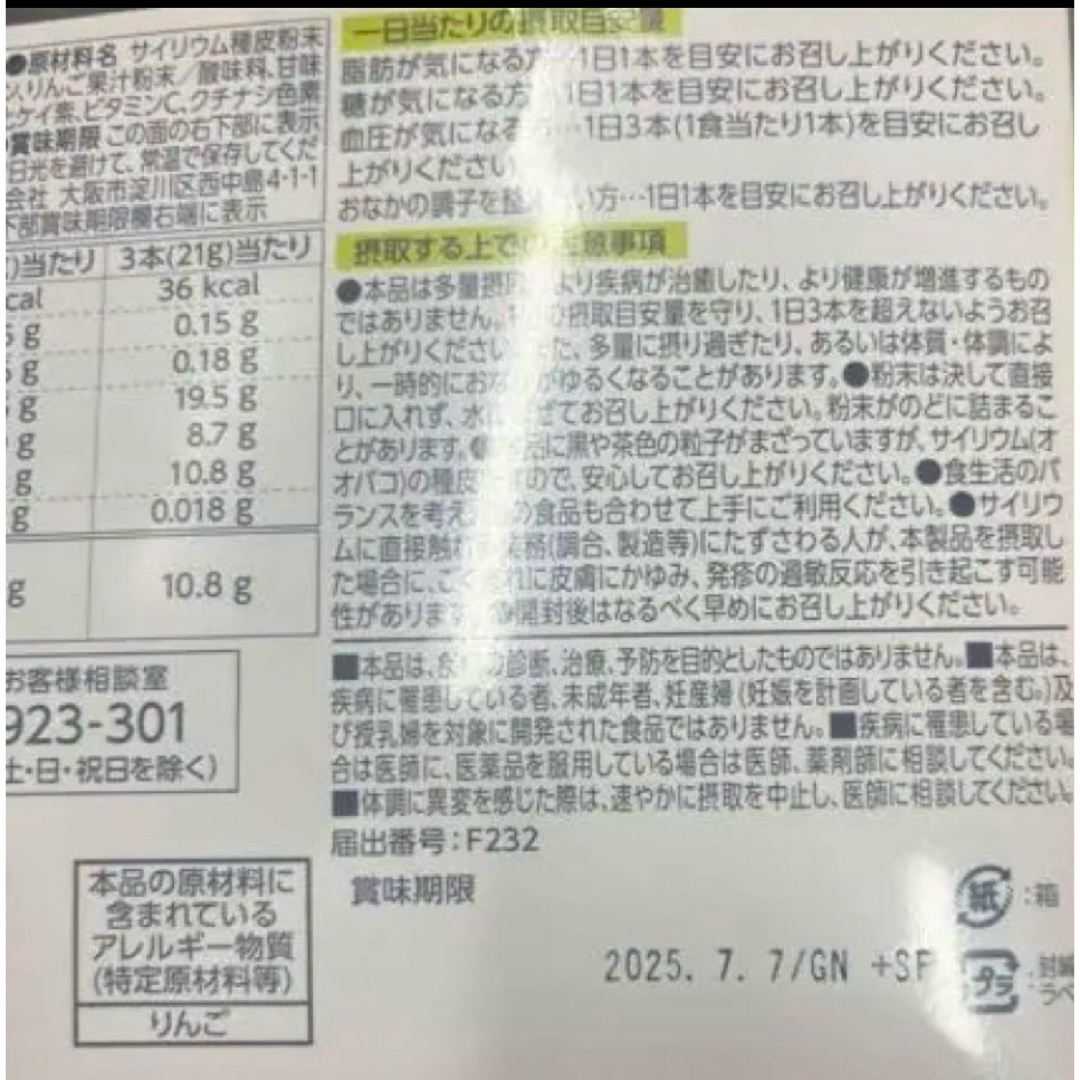 ●原材料名 サイリウム種皮粉末
りんご果汁粉末/酸味料、甘味
ケイ素、ビタミンC、クチナシ色素
賞味期限 この面の右下部に表示
日光を避けて、常温で保存してくだ
会社 大阪市淀川区西中島4-1-1
下部賞味期限欄右端に表示
)当たり 3本(21g)当たり
cal 36 kcal
g 0.15 g
g 0.18 g
g 19.5 g
g 8.7 g
g 10.8 g
g 0.018 g
g 10.8 g
お客様相談室
923-301
土・日・祝日を除く)
本品の原材料に
含まれている
アレルギー物質
(特定原材料等)
りんご
一日当たりの摂取目安量
脂肪が気になる方…1日1本を目安にお召し上がりください。
糖が気になる方…1日1本を目安にお召し上がりください。
血圧が気になる…1日3本(1食当たり1本)を目安にお召し
上がりください
おなかの調子を い方…1日1本を目安にお召し上がりください。
摂取する上で 注意事項
●本品は多量摂取 より疾病が治癒したり、より健康が増進するもの
ではありません。 の摂取目安量を守り、1日3本を超えないようお召
し上がりください た、多量に摂り過ぎたり、あるいは体質・体調によ
り、一時的におな がゆるくなることがあります。●粉末は決して直接
口に入れず、水に ぜてお召し上がりください。粉末がのどに詰まるこ
とがあります。● 品に黒や茶色の粒子がまざっていますが、サイリウム(オ
オバコ)の種皮 ので、安心してお召し上がりください。●食生活のバ
ランスを考え の食品も合わせて上手にご利用ください。●サイリウ
ムに直接触れ 業務(調合、製造等)にたずさわる人が、本製品を摂取し
た場合に、ごく れに皮膚にかゆみ、発疹の過敏反応を引き起こす可能
性があります ●開封後はなるべく早めにお召し上がりください。
■本品は、疾 の診断、治療、予防を目的としたものではありません。■本品は、
疾病に罹患している者、未成年者、妊産婦(妊娠を計画している者を含む。)及
び授乳婦を対象に開発された食品ではありません。■疾病に罹患している場
合は医師に、医薬品を服用している場合は医師、薬剤師に相談してください。
■体調に異変を感じた際は、速やかに摂取を中止し、医師に相談してください。
届出番号:F232
賞味期限
紙 :箱
2025. 7. 7/GN +SF
プラ :封緘
ラベ